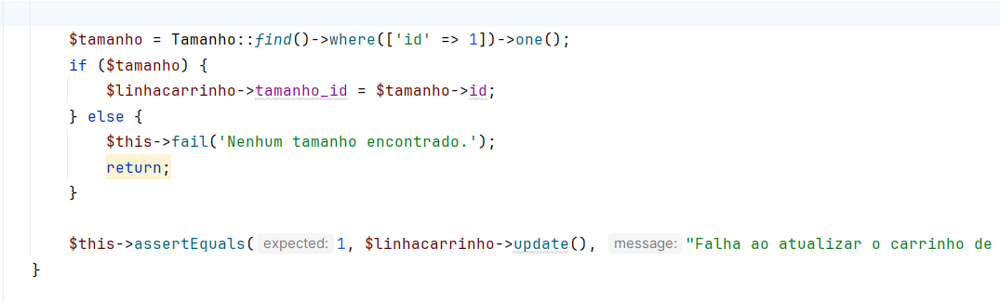 $tamanho = Tamanho::find()->where(['id' => 1])->one();
if ($tamanho) {
$linhacarrinho->tamanho_id = $tamanho->id;
} else {
$this->fail('Nenhum tamanho encontrado.');
return;
}
$this->assertEquals( expected: 1, $linhacarrinho->update(), message: "Falha ao atualizar o carrinho de
}